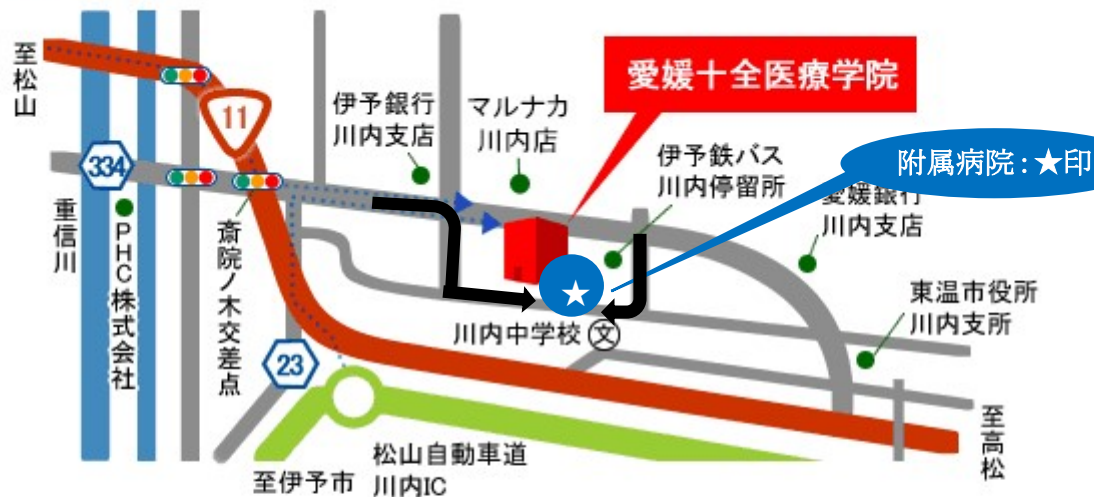 至松山
11
334
重信川
PHC株式会社
斎院ノ木交差点
伊予銀行
川内支店
マルナカ
川内店
愛媛十全医療学院
伊予鉄バス
川内停留所
附属病院:★印
愛媛銀行
川内支店
東温市役所
川内支所
★
川内中学校
文
23
至伊予市
松山自動車道
川内IC
至高松